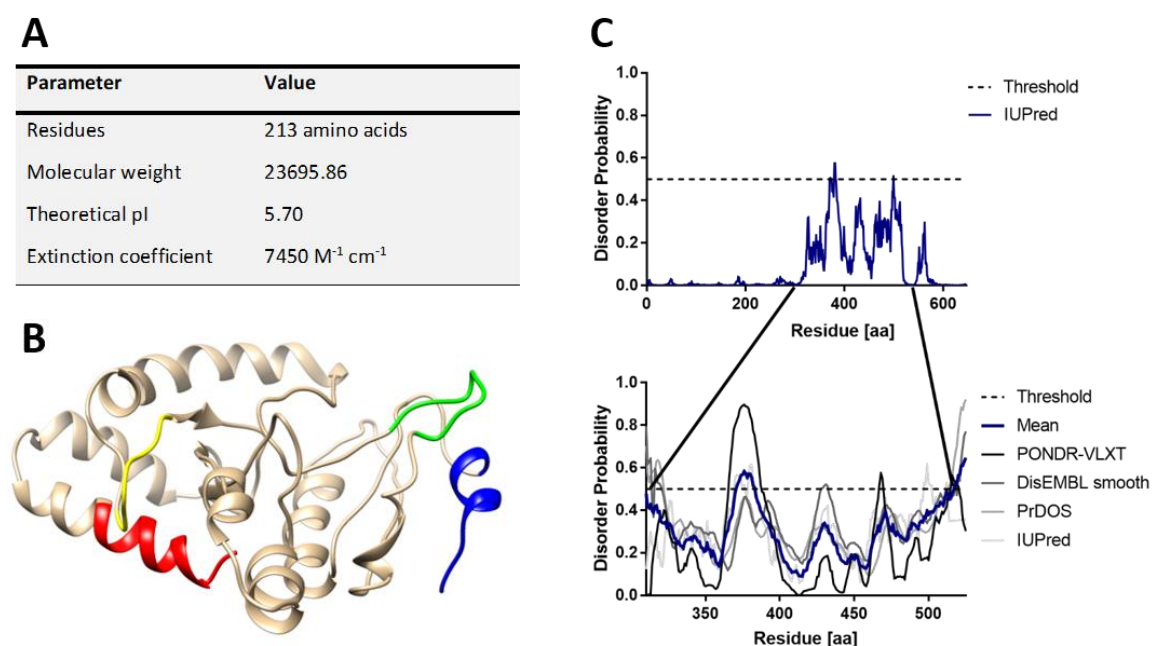 A
Parameter Value
Residues 213 amino acids
Molecular weight 23695.86
Theoretical pI 5.70
Extinction coefficient 7450 M⁻¹ cm⁻¹
B
C
1.0
0.8
0.6
0.4
0.2
0.0
Disorder Probability
0 200 400 600
Residue [aa]
Threshold
IUPred
1.0
0.8
0.6
0.4
0.2
0.0
Disorder Probability
350 400 450 500
Residue [aa]
Threshold
Mean
PONDR-VLXT
DisEMBL smooth
PrDOS
IUPred